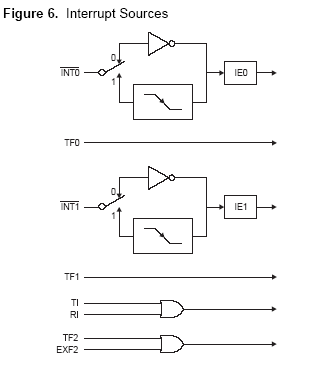 Figure 6. Interrupt Sources
0
INT0
1
IE0
TF0
0
INT1
1
IE1
TF1
TI
RI
TF2
EXF2